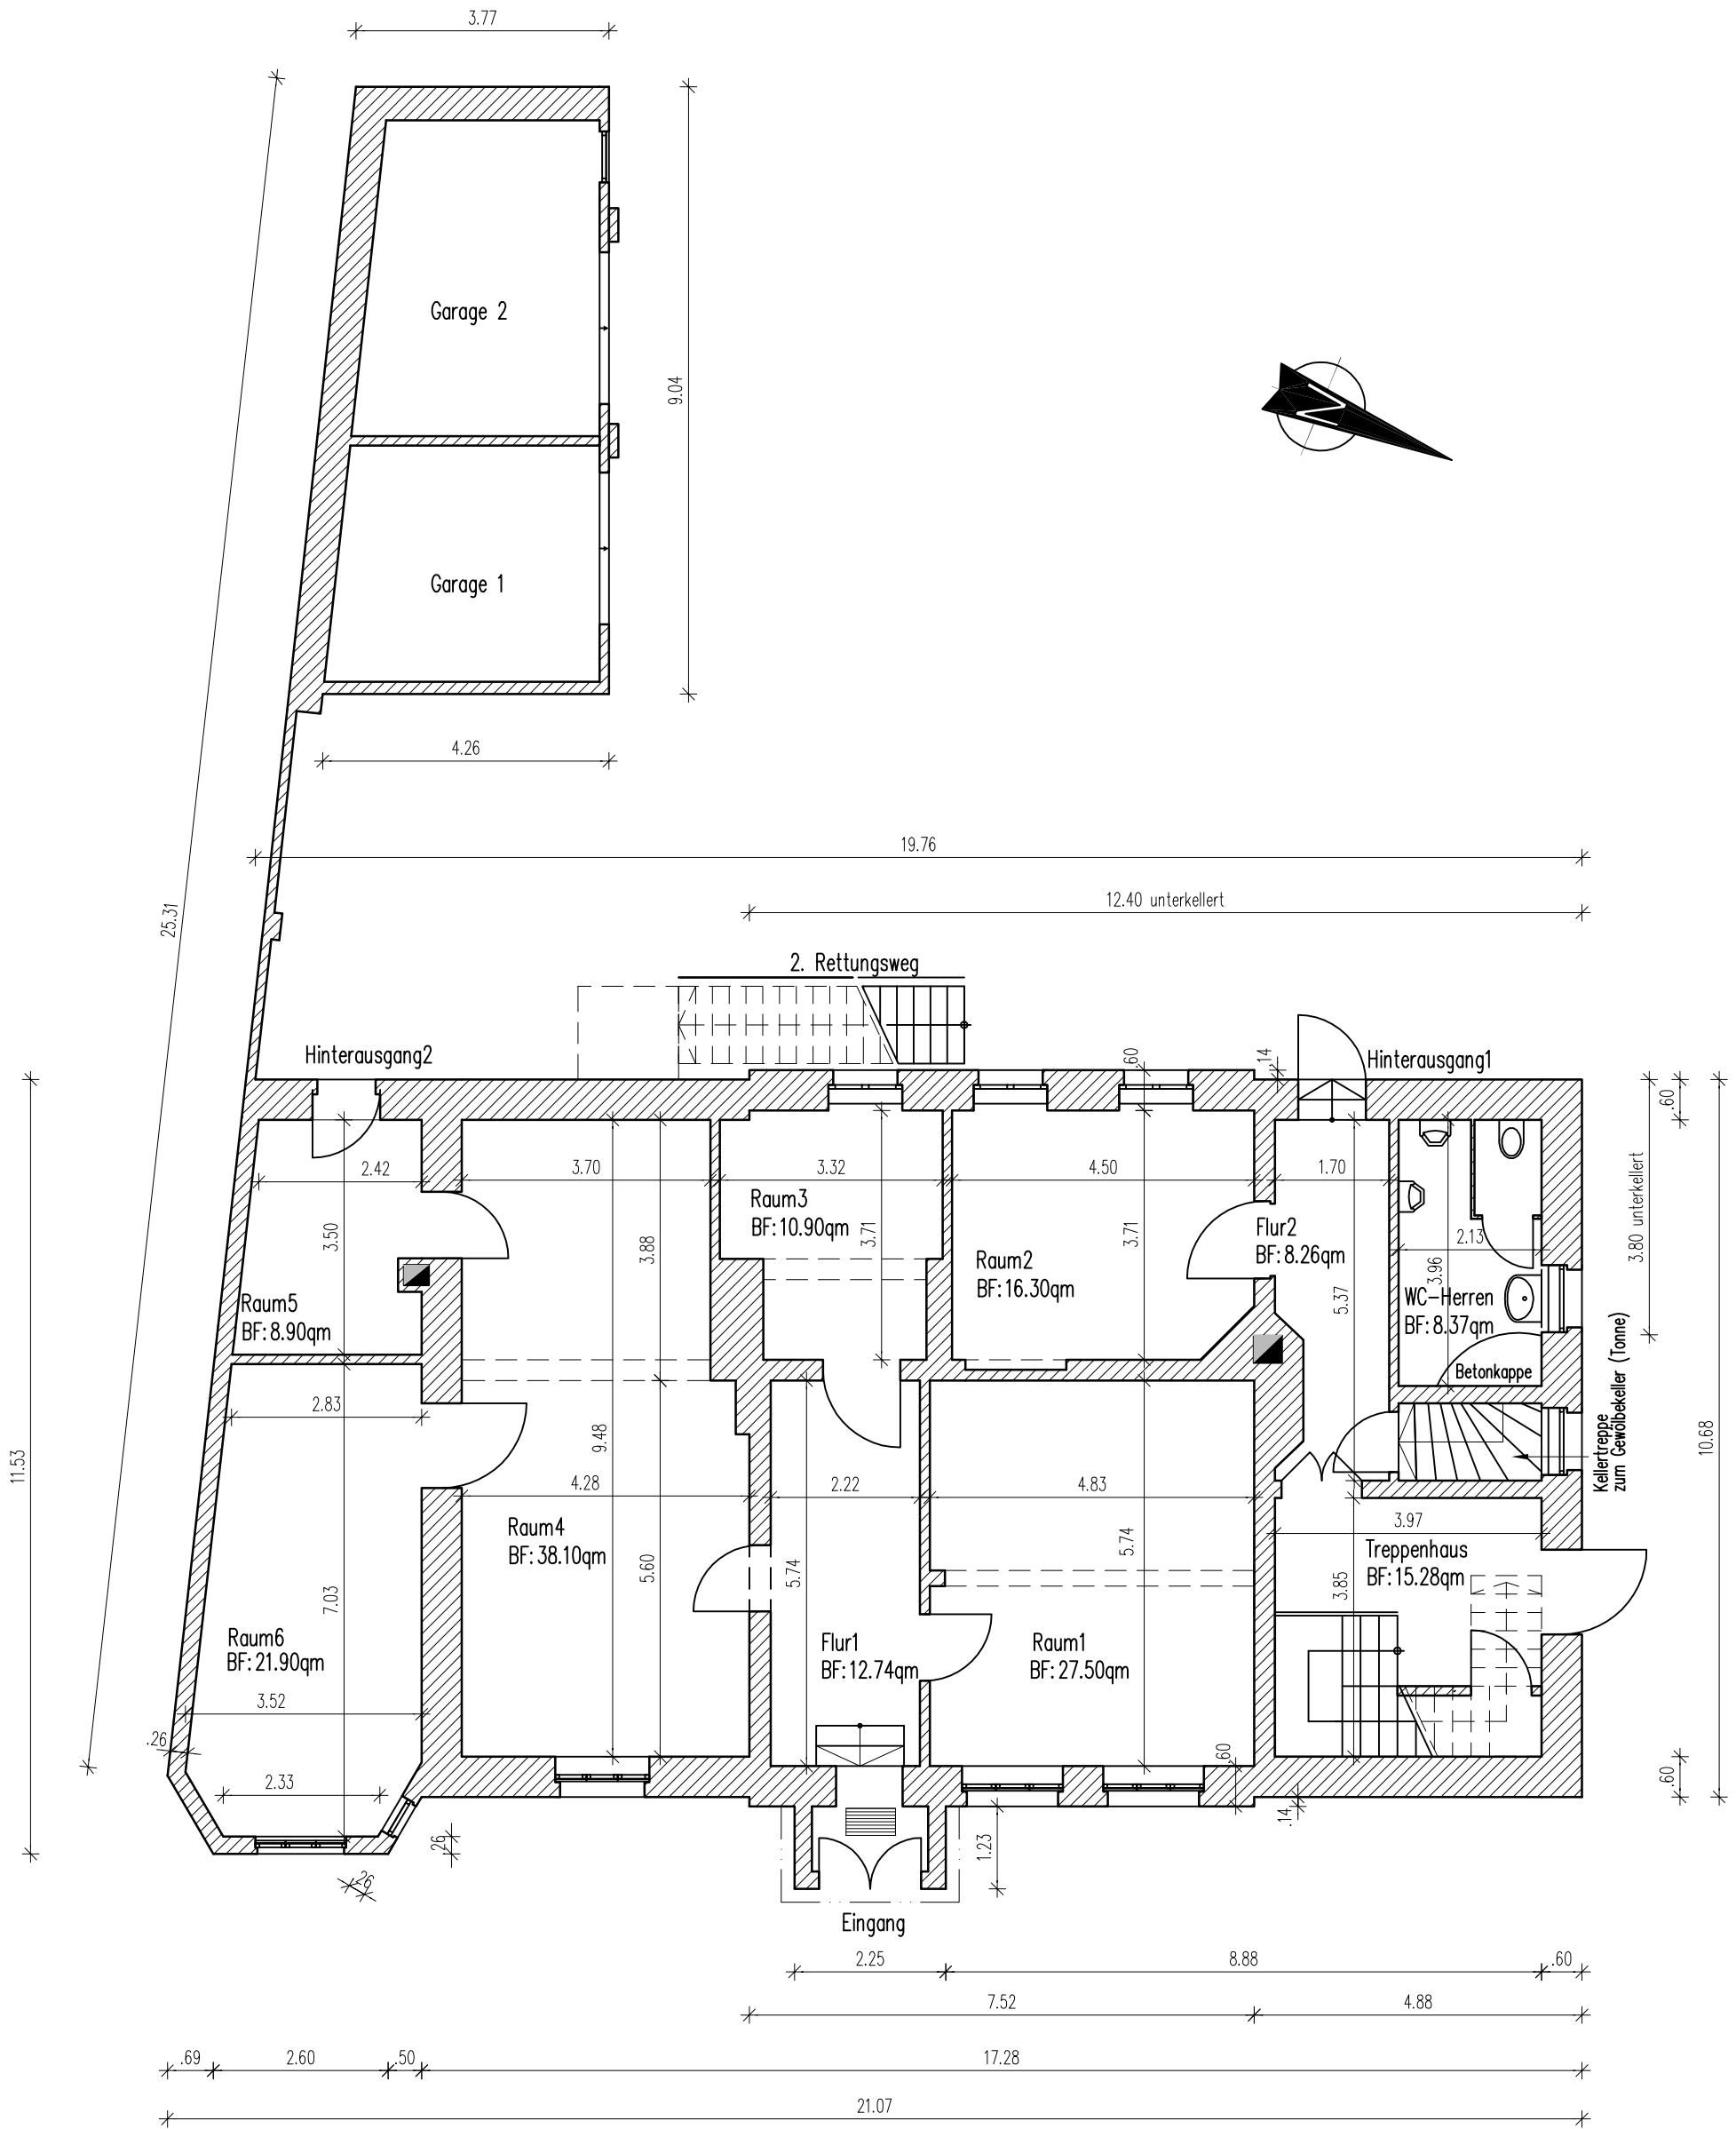 3.77
9.04
Garage 2
Garage 1
25.31
4.26
19.76
12.40 unterkellert
2. Rettungsweg
Hinterausgang2
.60
.14
Hinterausgang1
.60
2.42
3.70
3.32
4.50
1.70
3.80 unterkellert
3.50
3.88
3.71
3.71
Raum3
BF: 10.90qm
Raum2
BF: 16.30qm
Flur2
BF: 8.26qm
2.13
3.96
5.37
WC-Herren
BF: 8.37qm
Raum5
BF: 8.90qm
Betonkappe
Kellertreppe
zum Gewölbekeller (Tonne)
2.83
9.48
11.53
10.68
4.28
2.22
4.83
3.97
Raum4
BF: 38.10qm
5.74
5.60
5.74
Treppenhaus
BF: 15.28qm
3.85
7.03
Raum6
BF: 21.90qm
Flur1
BF: 12.74qm
Raum1
BF: 27.50qm
3.52
.26
2.33
.60
.60
.14
.26
.26
1.23
Eingang
2.25
8.88
.60
7.52
4.88
.69
2.60
.50
17.28
21.07